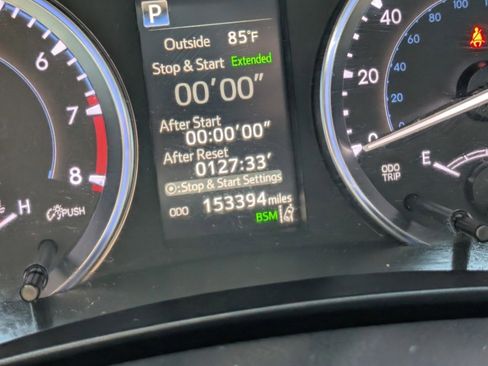 P
Outside 85°F
Stop & Start Extended
00'00"
After Start
00:00'00"
After Reset
0127:33'
:Stop & Start Settings
ODO 153394 miles
BSM
6
7
8
H
PUSH
40
20
0
100
80
60
40
20
ODO
TRIP
E